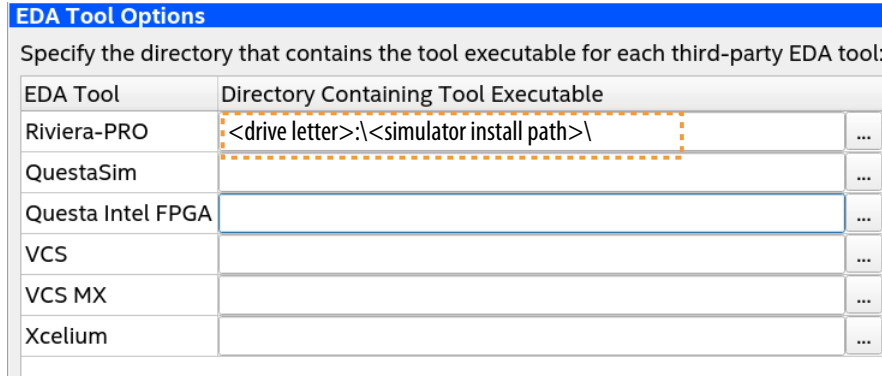 EDA Tool Options
Specify the directory that contains the tool executable for each third-party EDA tool:
EDA Tool Directory Containing Tool Executable
Riviera-PRO <drive letter>:\<simulator install path>\ ...
QuestaSim ...
Questa Intel FPGA ...
VCS ...
VCS MX ...
Xcelium ...